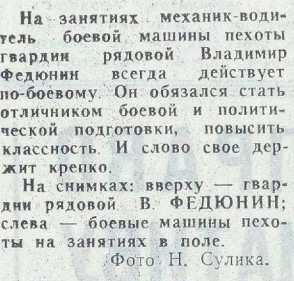 На занятиях механик-води-
тель боевой машины пехоты
гвардии рядовой Владимир
Федюнин всегда действует
по-боевому. Он обязался стать
отличником боевой и полити-
ческой подготовки, повысить
классность. И слово свое дер-
жит крепко.
На снимках: вверху — гвар-
дии рядовой В. ФЕДЮНИН;
слева — боевые машины пехо-
ты на занятиях в поле.
Фото Н. Сулика.